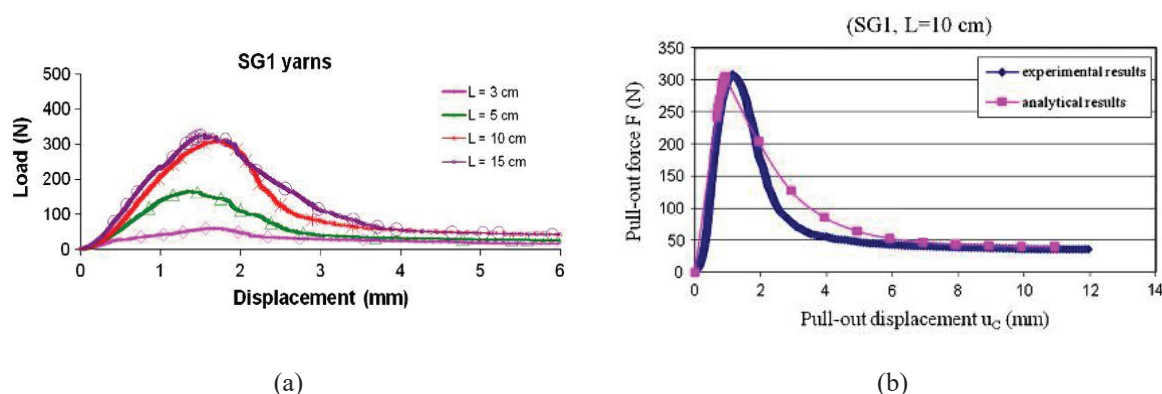 SG1 yarns
Load (N)
500
400
300
200
100
0
0 1 2 3 4 5 6
Displacement (mm)
L = 3 cm
L = 5 cm
L = 10 cm
L = 15 cm
(a)
(SG1, L=10 cm)
Pull-out force F (N)
350
300
250
200
150
100
50
0
0 2 4 6 8 10 12 14
Pull-out displacement u_C (mm)
experimental results
analytical results
(b)